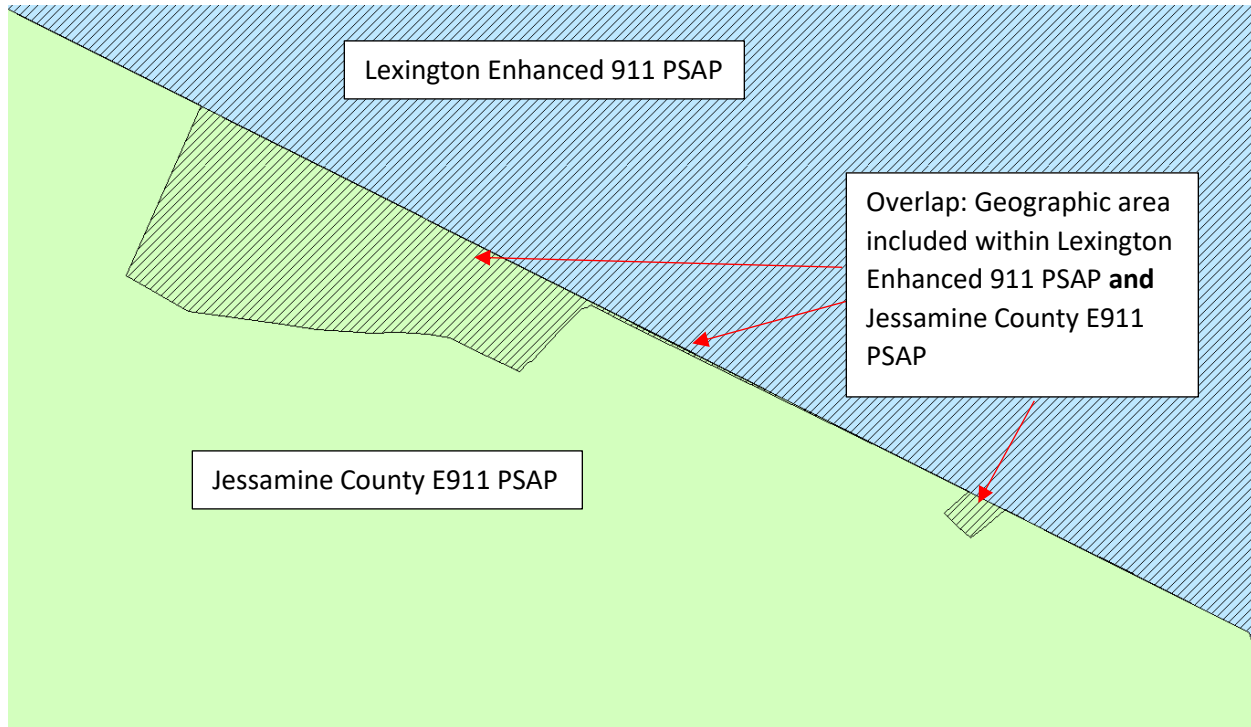 Lexington Enhanced 911 PSAP
Overlap: Geographic area
included within Lexington
Enhanced 911 PSAP and
Jessamine County E911
PSAP
Jessamine County E911 PSAP